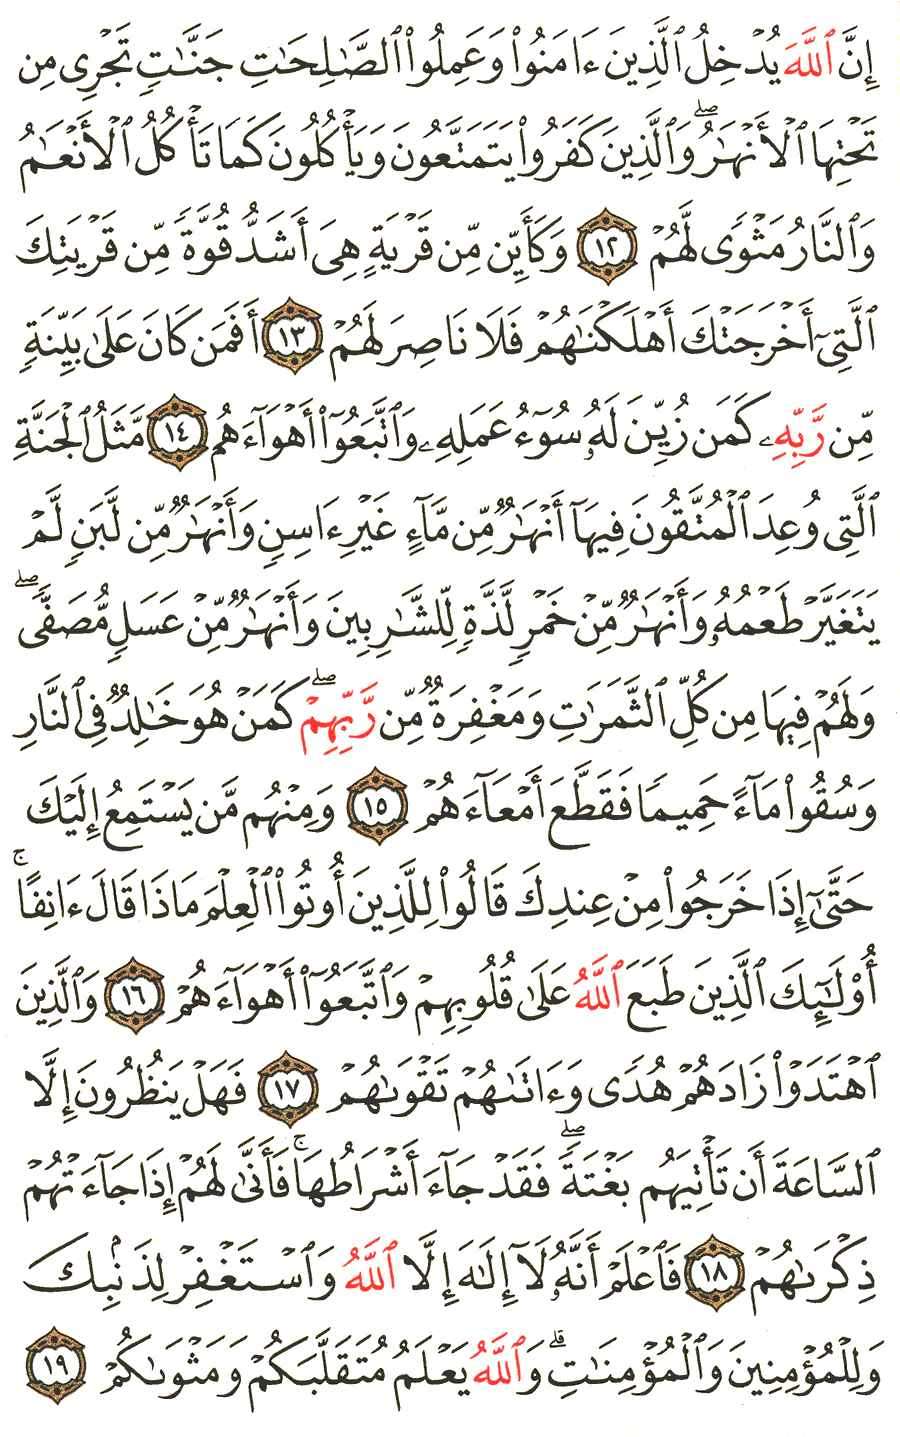 إِنَّ ٱللَّهَ يُدْخِلُ ٱلَّذِينَ ءَامَنُوا۟ وَعَمِلُوا۟ ٱلصَّـٰلِحَـٰتِ جَنَّـٰتٍ تَجْرِى مِن
تَحْتِهَا ٱلْأَنْهَـٰرُ ۖ وَٱلَّذِينَ كَفَرُوا۟ يَتَمَتَّعُونَ وَيَأْكُلُونَ كَمَا تَأْكُلُ ٱلْأَنْعَـٰمُ
وَٱلنَّارُ مَثْوًى لَّهُمْ ١٢ وَكَأَيِّن مِّن قَرْيَةٍ هِىَ أَشَدُّ قُوَّةً مِّن قَرْيَتِكَ
ٱلَّتِىٓ أَخْرَجَتْكَ أَهْلَكْنَـٰهُمْ فَلَا نَاصِرَ لَهُمْ ١٣ أَفَمَن كَانَ عَلَىٰ بَيِّنَةٍ
مِّن رَّبِّهِۦ كَمَن زُيِّنَ لَهُۥ سُوٓءُ عَمَلِهِۦ وَٱتَّبَعُوٓا۟ أَهْوَآءَهُم ١٤ مَّثَلُ ٱلْجَنَّةِ
ٱلَّتِى وُعِدَ ٱلْمُتَّقُونَ فِيهَآ أَنْهَـٰرٌ مِّن مَّآءٍ غَيْرِ ءَاسِنٍ وَأَنْهَـٰرٌ مِّن لَّبَنٍ لَّمْ
يَتَغَيَّرْ طَعْمُهُۥ وَأَنْهَـٰرٌ مِّنْ خَمْرٍ لَّذَّةٍ لِّلشَّـٰرِبِينَ وَأَنْهَـٰرٌ مِّنْ عَسَلٍ مُّصَفًّى ۖ
وَلَهُمْ فِيهَا مِن كُلِّ ٱلثَّمَرَٰتِ وَمَغْفِرَةٌ مِّن رَّبِّهِمْ ۖ كَمَنْ هُوَ خَـٰلِدٌ فِى ٱلنَّارِ
وَسُقُوا۟ مَآءً حَمِيمًا فَقَطَّعَ أَمْعَآءَهُمْ ١٥ وَمِنْهُم مَّن يَسْتَمِعُ إِلَيْكَ
حَتَّىٰٓ إِذَا خَرَجُوا۟ مِنْ عِندِكَ قَالُوا۟ لِلَّذِينَ أُوتُوا۟ ٱلْعِلْمَ مَاذَا قَالَ ءَانِفًا ۚ
أُو۟لَـٰٓئِكَ ٱلَّذِينَ طَبَعَ ٱللَّهُ عَلَىٰ قُلُوبِهِمْ وَٱتَّبَعُوٓا۟ أَهْوَآءَهُمْ ١٦ وَٱلَّذِينَ
ٱهْتَدَوْا۟ زَادَهُمْ هُدًى وَءَاتَىٰهُمْ تَقْوَىٰهُمْ ١٧ فَهَلْ يَنظُرُونَ إِلَّا
ٱلسَّاعَةَ أَن تَأْتِيَهُم بَغْتَةً ۖ فَقَدْ جَآءَ أَشْرَاطُهَا ۚ فَأَنَّىٰ لَهُمْ إِذَا جَآءَتْهُمْ
ذِكْرَىٰهُمْ ١٨ فَٱعْلَمْ أَنَّهُۥ لَآ إِلَـٰهَ إِلَّا ٱللَّهُ وَٱسْتَغْفِرْ لِذَنۢبِكَ
وَلِلْمُؤْمِنِينَ وَٱلْمُؤْمِنَـٰتِ ۗ وَٱللَّهُ يَعْلَمُ مُتَقَلَّبَكُمْ وَمَثْوَىٰكُمْ ١٩